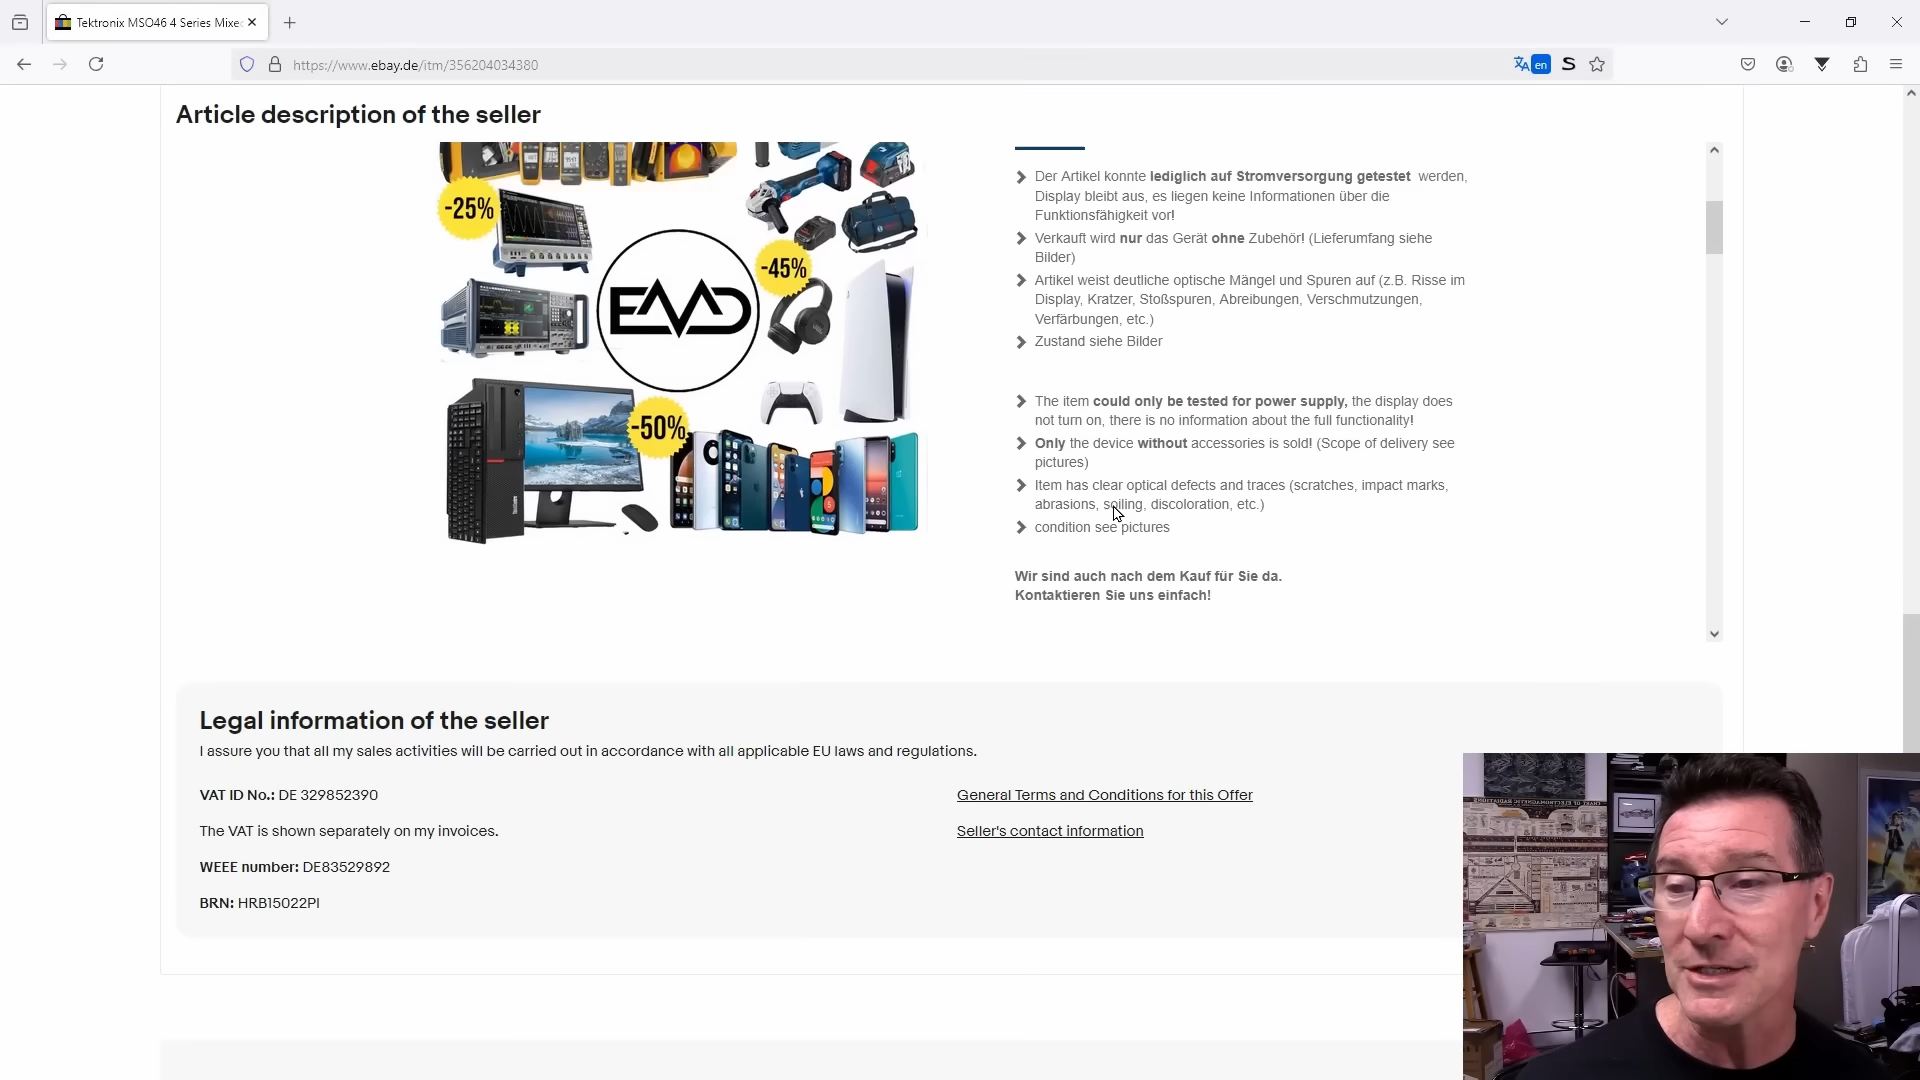 Tektronix MSO46 4 Series Mixe
https://www.ebay.de/itm/356204034380
en
S
Article description of the seller
-25%
-45%
EMD
-50%
Der Artikel konnte lediglich auf Stromversorgung getestet werden,
Display bleibt aus, es liegen keine Informationen über die
Funktionsfähigkeit vor!
Verkauft wird nur das Gerät ohne Zubehör! (Lieferumfang siehe
Bilder)
Artikel weist deutliche optische Mängel und Spuren auf (z.B. Risse im
Display, Kratzer, Stoßspuren, Abreibungen, Verschmutzungen,
Verfärbungen, etc.)
Zustand siehe Bilder
The item could only be tested for power supply, the display does
not turn on, there is no information about the full functionality!
Only the device without accessories is sold! (Scope of delivery see
pictures)
Item has clear optical defects and traces (scratches, impact marks,
abrasions, soiling, discoloration, etc.)
condition see pictures
Wir sind auch nach dem Kauf für Sie da.
Kontaktieren Sie uns einfach!
Legal information of the seller
I assure you that all my sales activities will be carried out in accordance with all applicable EU laws and regulations.
VAT ID No.: DE 329852390
General Terms and Conditions for this Offer
The VAT is shown separately on my invoices.
Seller's contact information
WEEE number: DE83529892
BRN: HRB15022PI